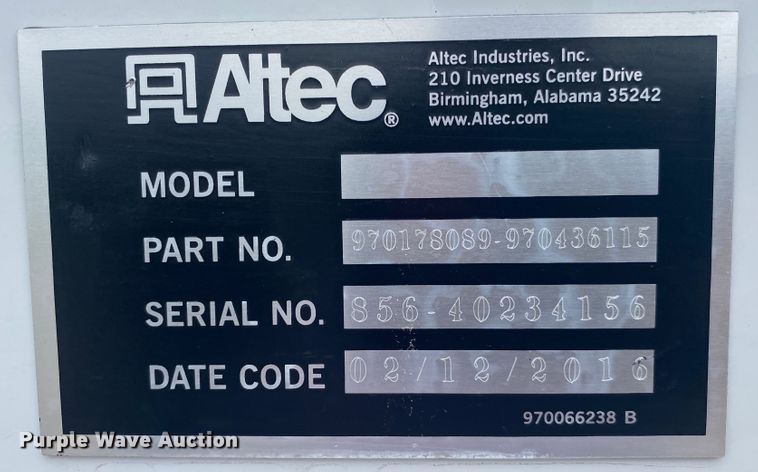 Altec®
Altec Industries, Inc.
210 Inverness Center Drive
Birmingham, Alabama 35242
www.Altec.com
MODEL
PART NO. 970178089-970436115
SERIAL NO. 856-40234156
DATE CODE 02/12/2016
970066238 B
Purple Wave Auction